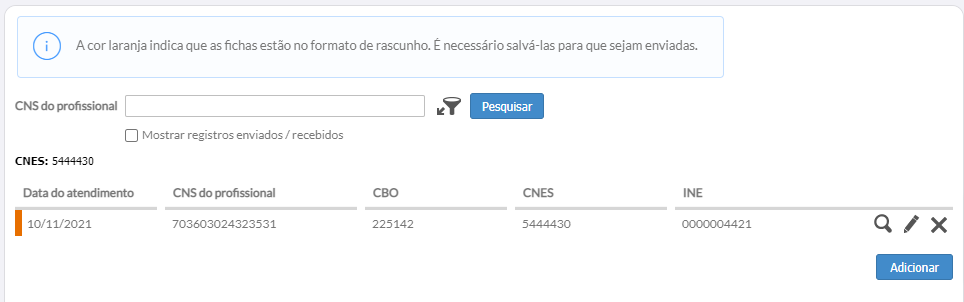 A cor laranja indica que as fichas estão no formato de rascunho. É necessário salvá-las para que sejam enviadas.
CNS do profissional Pesquisar
Mostrar registros enviados / recebidos
CNES: 5444430
Data do atendimento CNS do profissional CBO CNES INE
10/11/2021 703603024323531 225142 5444430 0000004421
Adicionar